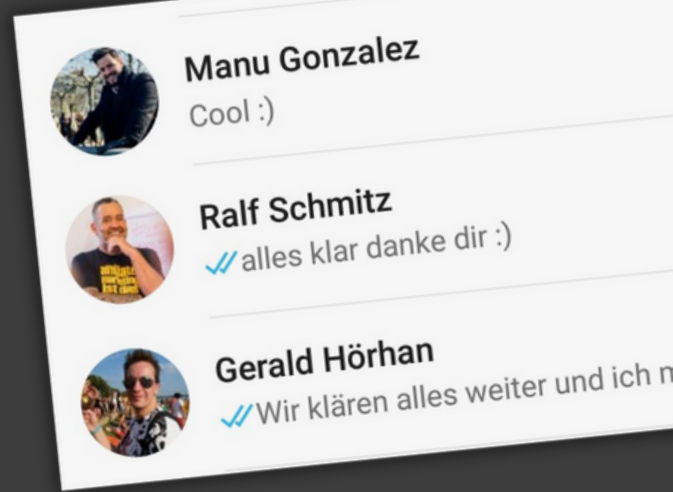 Manu Gonzalez
Cool :)
Ralf Schmitz
alles klar danke dir :)
Gerald Hörhan
Wir klären alles weiter und ich